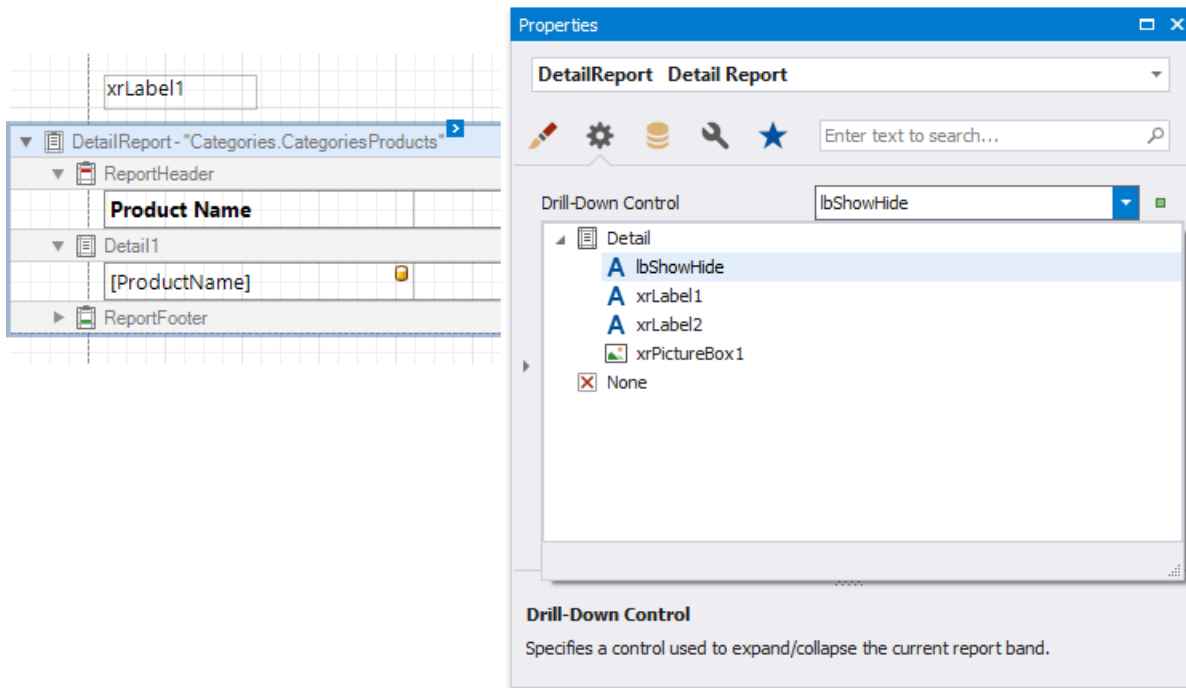 xrLabel1
DetailReport - "Categories.CategoriesProducts"
ReportHeader
Product Name
Detail1
[ProductName]
ReportFooter
Properties
DetailReport Detail Report
Enter text to search...
Drill-Down Control lbShowHide
Detail
lbShowHide
xrLabel1
xrLabel2
xrPictureBox1
None
Drill-Down Control
Specifies a control used to expand/collapse the current report band.